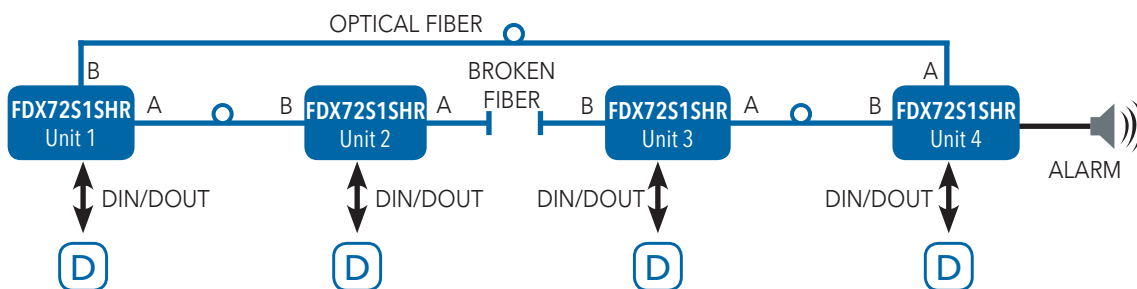 OPTICAL FIBER
B
A
BROKEN
FIBER
FDX72S1SHR
Unit 1
A
B
FDX72S1SHR
Unit 2
A
B
FDX72S1SHR
Unit 3
A
B
FDX72S1SHR
Unit 4
ALARM
DIN/DOUT
DIN/DOUT
DIN/DOUT
DIN/DOUT
D
D
D
D